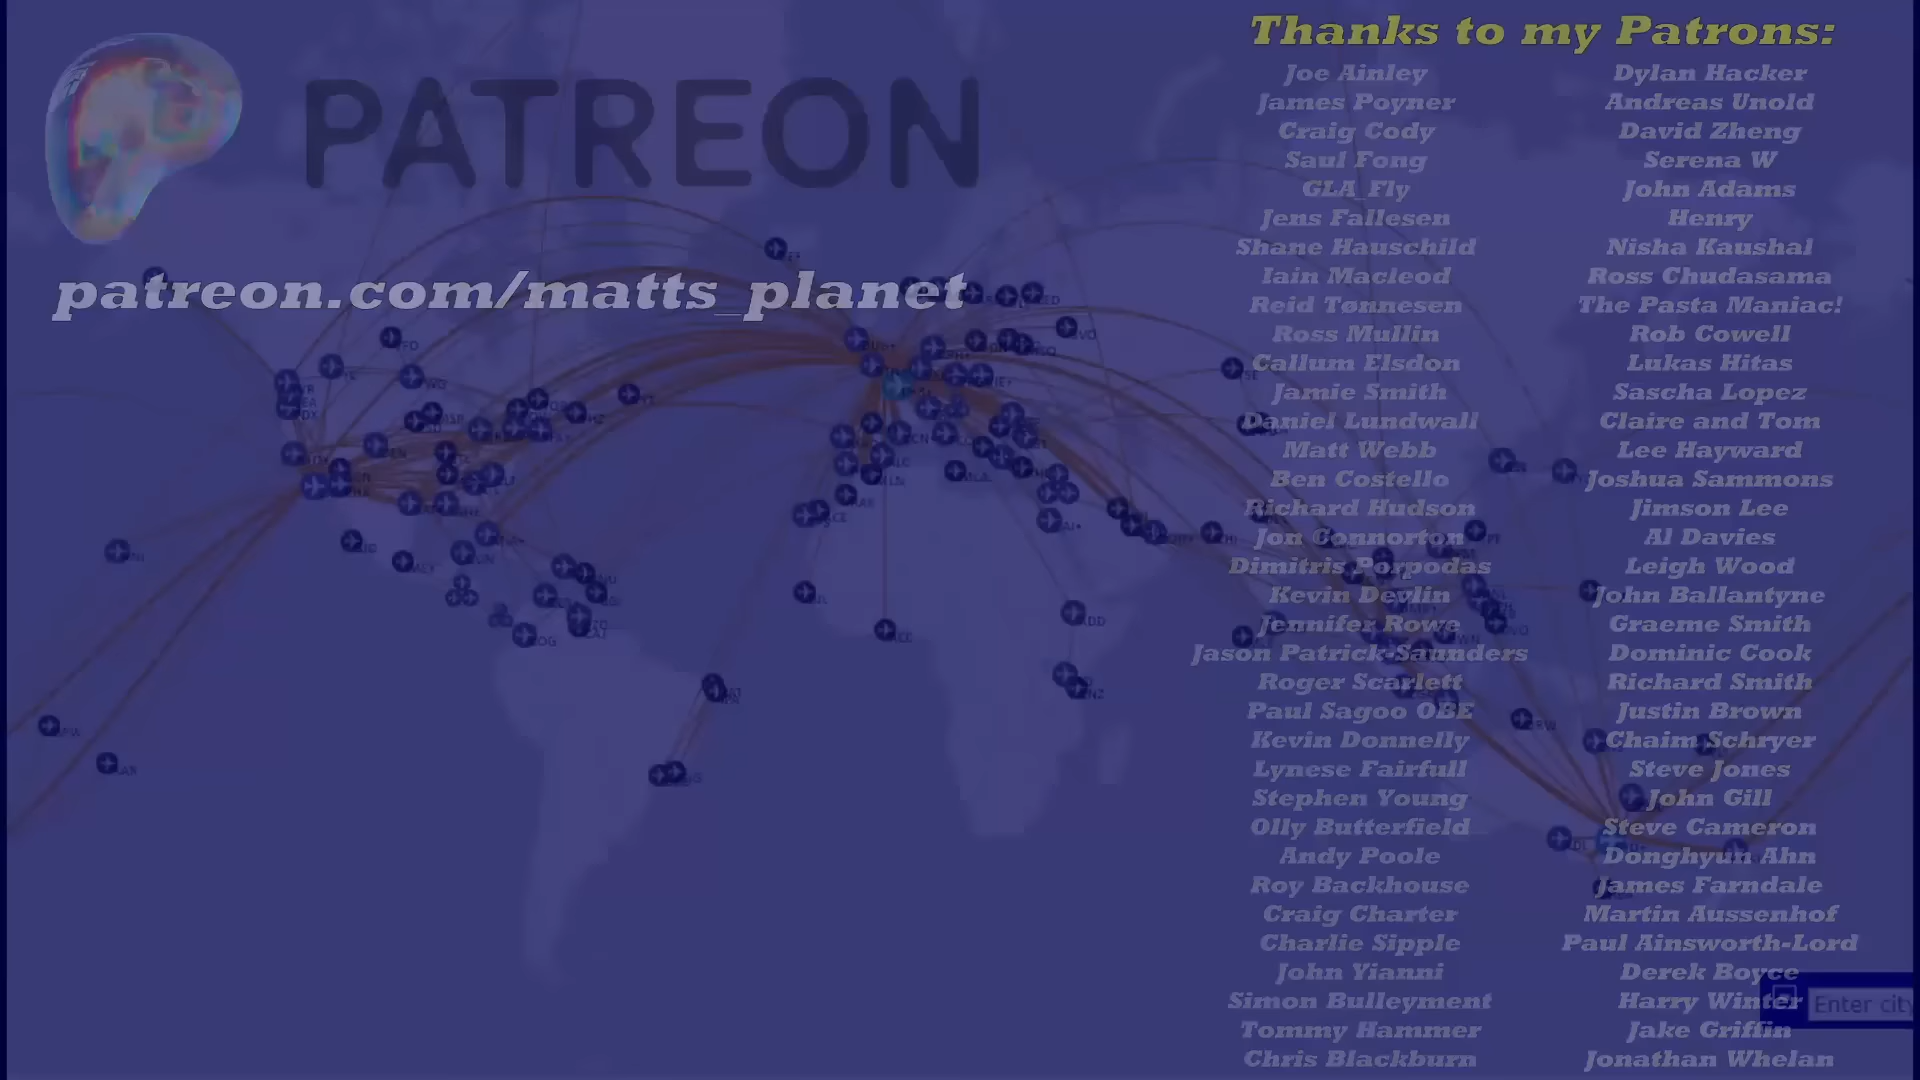 PATREON
patreon.com/matts_planet
Thanks to my Patrons:
Joe Ainley
James Poyner
Craig Cody
Saul Fong
GLA_Fly
Jens Fallesen
Shane Hauschild
Iain Macleod
Reid Tønnesen
Ross Mullin
Callum Elsdon
Jamie Smith
Daniel Lundwall
Matt Webb
Ben Costello
Richard Hudson
Jon Connorton
Dimitris Porpodas
Kevin Devlin
Jennifer Rowe
Jason Patrick-Saunders
Roger Scarlett
Paul Sagoo OBE
Kevin Donnelly
Lynese Fairfull
Stephen Young
Olly Butterfield
Andy Poole
Roy Backhouse
Craig Charter
Charlie Sipple
John Yianni
Simon Bulleyment
Tommy Hammer
Chris Blackburn
Dylan Hacker
Andreas Unold
David Zheng
Serena W
John Adams
Henry
Nisha Kaushal
Ross Chudasama
The Pasta Maniac!
Rob Cowell
Lukas Hitas
Sascha Lopez
Claire and Tom
Lee Hayward
Joshua Sammons
Jimson Lee
Al Davies
Leigh Wood
John Ballantyne
Graeme Smith
Dominic Cook
Richard Smith
Justin Brown
Chaim Schryer
Steve Jones
John Gill
Steve Cameron
Donghyun Ahn
James Farndale
Martin Aussenhof
Paul Ainsworth-Lord
Derek Boyce
Harry Winter
Jake Griffin
Jonathan Whelan
Enter city